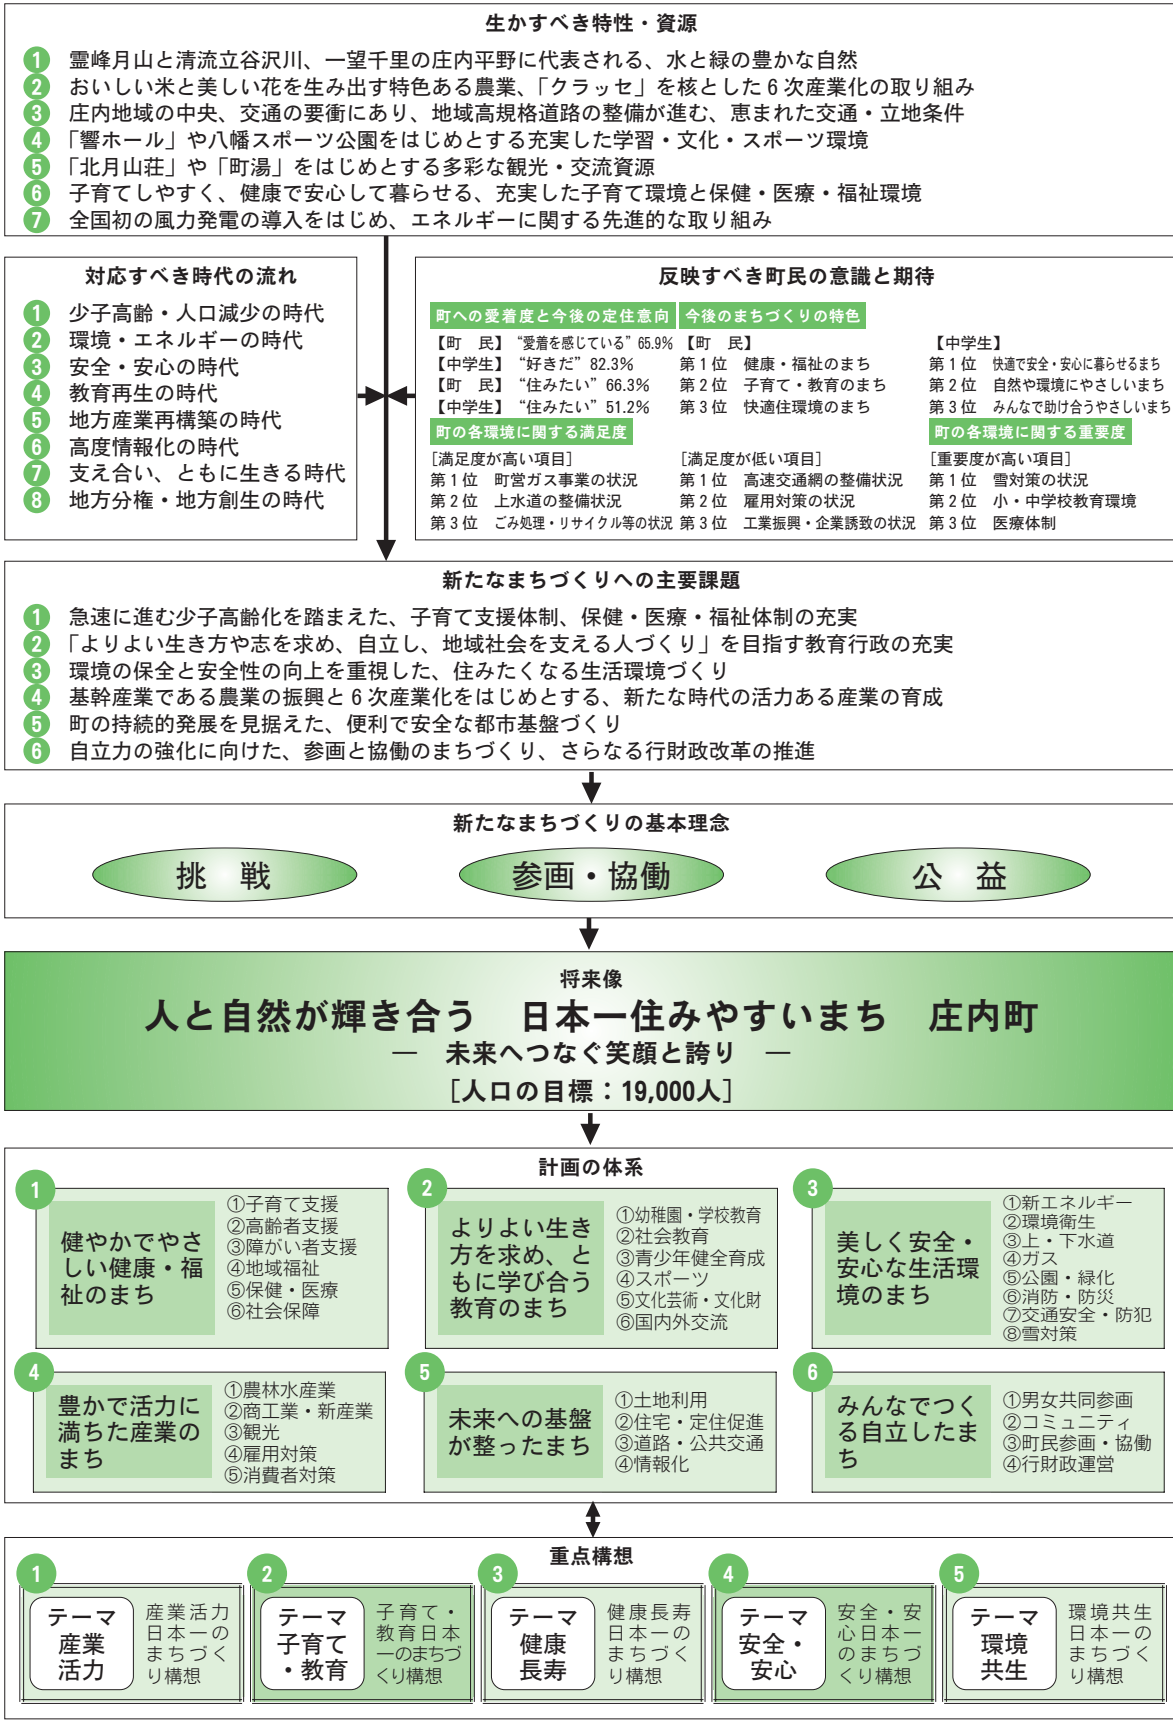 生かすべき特性・資源
1 霊峰月山と清流立谷沢川、一望千里の庄内平野に代表される、水と緑の豊かな自然
2 おいしい米と美しい花を生み出す特色ある農業、「クラッセ」を核とした6次産業化の取り組み
3 庄内地域の中央、交通の要衝にあり、地域高規格道路の整備が進む、恵まれた交通・立地条件
4 「響ホール」や八幡スポーツ公園をはじめとする充実した学習・文化・スポーツ環境
5 「北月山荘」や「町湯」をはじめとする多彩な観光・交流資源
6 子育てしやすく、健康で安心して暮らせる、充実した子育て環境と保健・医療・福祉環境
7 全国初の風力発電の導入をはじめ、エネルギーに関する先進的な取り組み
対応すべき時代の流れ
1 少子高齢・人口減少の時代
2 環境・エネルギーの時代
3 安全・安心の時代
4 教育再生の時代
5 地方産業再構築の時代
6 高度情報化の時代
7 支え合い、ともに生きる時代
8 地方分権・地方創生の時代
反映すべき町民の意識と期待
町への愛着度と今後の定住意向
【町　民】“愛着を感じている”65.9%
【中学生】“好きだ”82.3%
【町　民】“住みたい”66.3%
【中学生】“住みたい”51.2%
今後のまちづくりの特色
【町　民】
第1位 健康・福祉のまち
第2位 子育て・教育のまち
第3位 快適住環境のまち
【中学生】
第1位 快適で安全・安心に暮らせるまち
第2位 自然や環境にやさしいまち
第3位 みんなで助け合うやさしいまち
町の各環境に関する満足度
[満足度が高い項目]
第1位 町営ガス事業の状況
第2位 上水道の整備状況
第3位 ごみ処理・リサイクル等の状況
[満足度が低い項目]
第1位 高速交通網の整備状況
第2位 雇用対策の状況
第3位 工業振興・企業誘致の状況
町の各環境に関する重要度
[重要度が高い項目]
第1位 雪対策の状況
第2位 小・中学校教育環境
第3位 医療体制
新たなまちづくりへの主要課題
1 急速に進む少子高齢化を踏まえた、子育て支援体制、保健・医療・福祉体制の充実
2 「よりよい生き方や志を求め、自立し、地域社会を支える人づくり」を目指す教育行政の充実
3 環境の保全と安全性の向上を重視した、住みたくなる生活環境づくり
4 基幹産業である農業の振興と6次産業化をはじめとする、新たな時代の活力ある産業の育成
5 町の持続的発展を見据えた、便利で安全な都市基盤づくり
6 自立力の強化に向けた、参画と協働のまちづくり、さらなる行財政改革の推進
新たなまちづくりの基本理念
挑　戦
参画・協働
公　益
将来像
人と自然が輝き合う　日本一住みやすいまち　庄内町
―　未来へつなぐ笑顔と誇り　―
[人口の目標：19,000人]
計画の体系
1
健やかでやさ
しい健康・福
祉のまち
①子育て支援
②高齢者支援
③障がい者支援
④地域福祉
⑤保健・医療
⑥社会保障
2
よりよい生き
方を求め、と
もに学び合う
教育のまち
①幼稚園・学校教育
②社会教育
③青少年健全育成
④スポーツ
⑤文化芸術・文化財
⑥国内外交流
3
美しく安全・
安心な生活環
境のまち
①新エネルギー
②環境衛生
③上・下水道
④ガス
⑤公園・緑化
⑥消防・防災
⑦交通安全・防犯
⑧雪対策
4
豊かで活力に
満ちた産業の
まち
①農林水産業
②商工業・新産業
③観光
④雇用対策
⑤消費者対策
5
未来への基盤
が整ったまち
①土地利用
②住宅・定住促進
③道路・公共交通
④情報化
6
みんなでつく
る自立したま
ち
①男女共同参画
②コミュニティ
③町民参画・協働
④行財政運営
重点構想
1
テーマ
産業
活力
産業活力
日本一の
まちづく
り構想
2
テーマ
子育て
・教育
子育て・
教育日本
一のまちづ
くり構想
3
テーマ
健康
長寿
健康長寿
日本一の
まちづく
り構想
4
テーマ
安全・
安心
安全・安
心日本一
のまちづ
くり構想
5
テーマ
環境
共生
環境共生
日本一の
まちづく
り構想